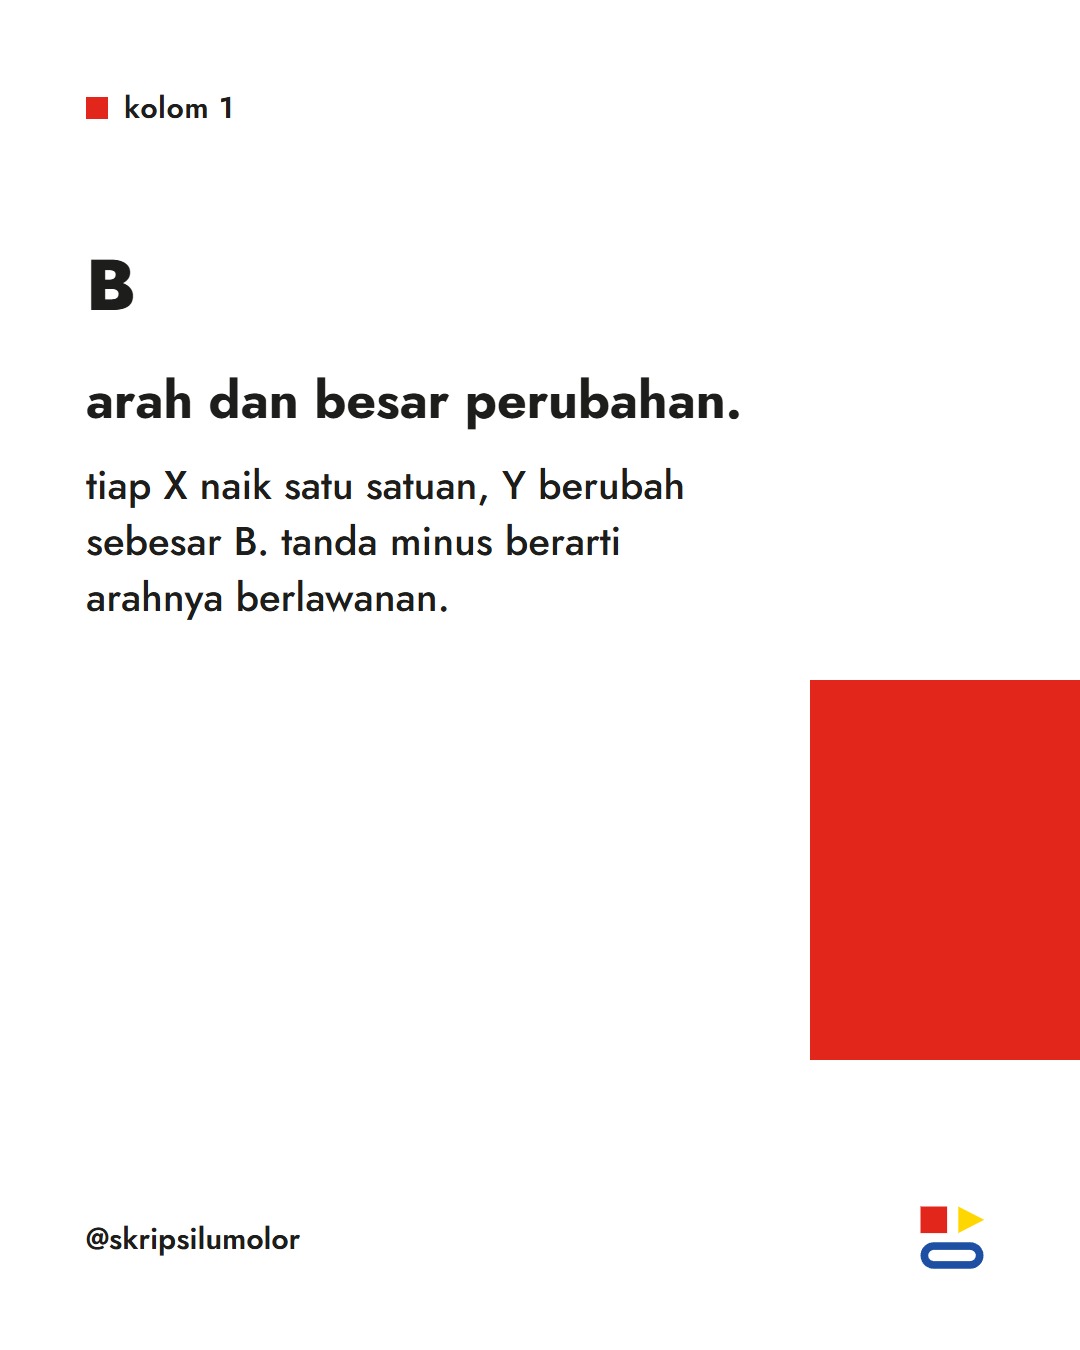 kolom 1
B
arah dan besar perubahan.
tiap X naik satu satuan, Y berubah
sebesar B. tanda minus berarti
arahnya berlawanan.
@skripsilumolor